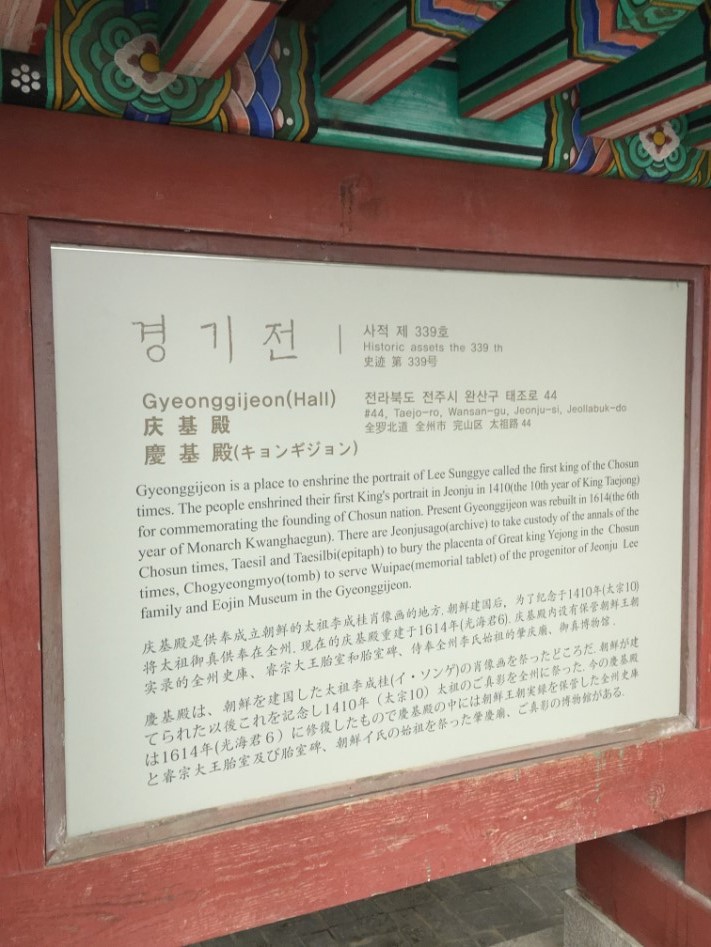 경기전
사적 제 339호
Historic assets the 339 th
史迹 第 339号
Gyeonggijeon(Hall)
庆基殿
慶基殿(キョンギジョン)
전라북도 전주시 완산구 태조로 44
#44, Taejo-ro, Wansan-gu, Jeonju-si, Jeollabuk-do
全罗北道 全州市 完山区 太祖路 44
Gyeonggijeon is a place to enshrine the portrait of Lee Sunggye called the first king of the Chosun
times. The people enshrined their first King's portrait in Jeonju in 1410(the 10th year of King Taejong)
for commemorating the founding of Chosun nation. Present Gyeonggijeon was rebuilt in 1614(the 6th
year of Monarch Kwanghaegun). There are Jeonjusago(archive) to take custody of the annals of the
Chosun times, Taesil and Taesilbi(epitaph) to bury the placenta of Great king Yejong in the Chosun
times, Chogyeongmyo(tomb) to serve Wuipae(memorial tablet) of the progenitor of Jeonju Lee
family and Eojin Museum in the Gyeonggijeon.
庆基殿是供奉成立朝鲜的太祖李成桂肖像画的地方. 朝鲜建国后，为了纪念于1410年(太宗10)
将太祖御真供奉在全州. 现在的庆基殿重建于1614年(光海君6). 庆基殿内设有保管朝鲜王朝
实录的全州史库、睿宗大王胎室和胎室碑、侍奉全州李氏始祖的肇庆庙、御真博物馆.
慶基殿は、朝鮮を建国した太祖李成桂(イ・ソンゲ)の肖像画を祭ったところだ. 朝鮮が建
てられた以後これを記念し1410年（太宗10）太祖のご真影を全州に祭った. 今の慶基殿
は1614年(光海君６）に修復したもので慶基殿の中には朝鮮王朝実録を保管した全州史庫
と睿宗大王胎室及び胎室碑、朝鮮イ氏の始祖を祭った肇慶廟、ご真影の博物館がある.